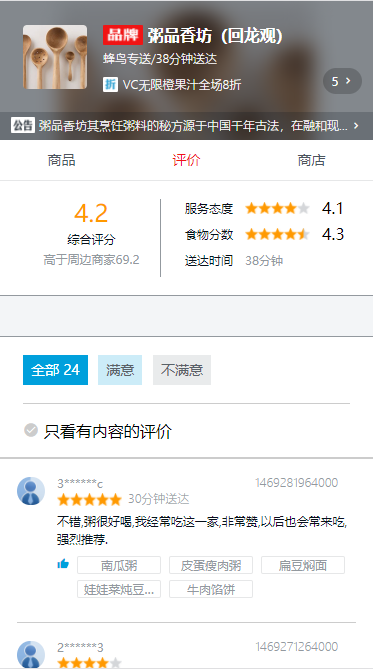 品牌 粥品香坊（回龙观）
蜂鸟专送/38分钟送达
折 VC无限橙果汁全场8折
5 >
公告 粥品香坊其烹饪粥料的秘方源于中国千年古法，在融和现... >
商品 评价 商店
4.2
综合评分
高于周边商家69.2
服务态度 4.1
食物分数 4.3
送达时间 38分钟
全部 24 满意 不满意
只看有内容的评价
3******c 1469281964000
30分钟送达
不错,粥很好喝,我经常吃这一家,非常赞,以后也会常来吃,
强烈推荐.
南瓜粥 皮蛋瘦肉粥 扁豆焖面
娃娃菜炖豆... 牛肉馅饼
2******3 1469271264000